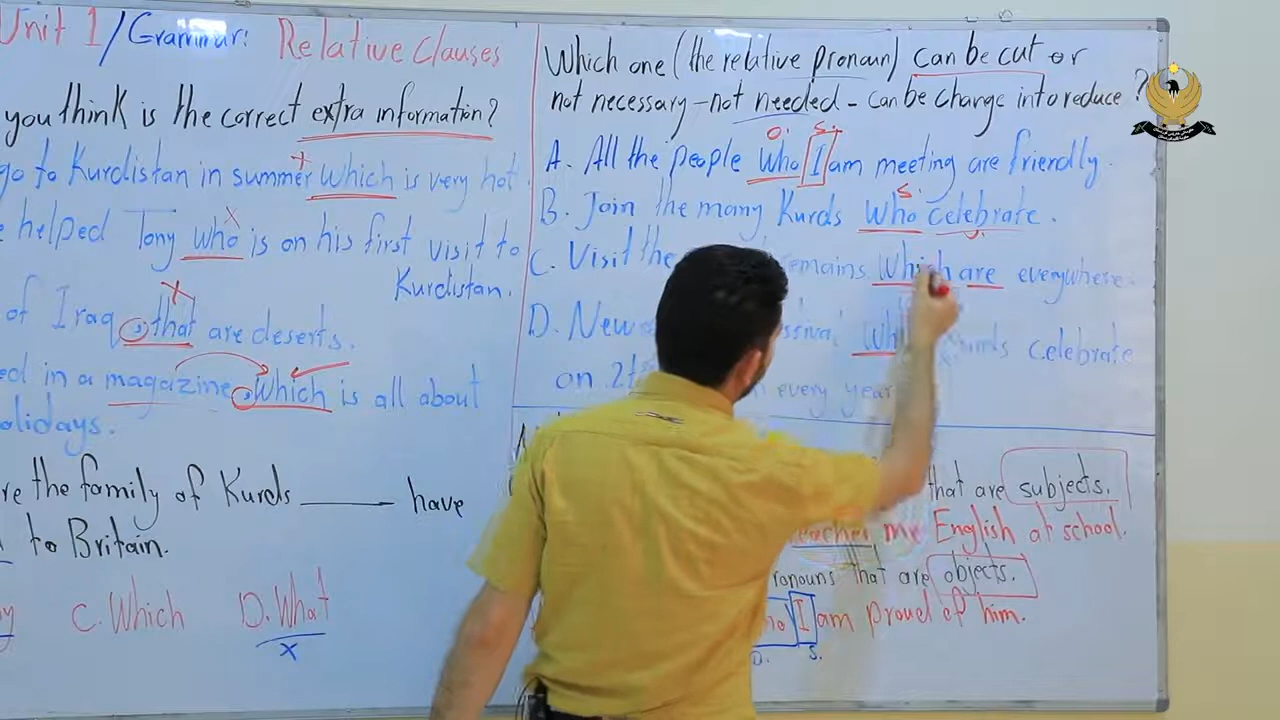 Unit 1 / Grammar: Relative Clauses
you think is the correct extra information?
go to Kurdistan in summer which is very hot
helped Tony who is on his first visit to
Kurdistan.
of Iraq, that are deserts.
in a magazine, which is all about
holidays.
the family of Kurds ______ have
to Britain.
C. Which D. What
x
Which one (the relative pronoun) can be cut or
not necessary - not needed - can be change into reduce?
O. S.
A. All the people who I am meeting are friendly.
S.
B. Join the many Kurds who celebrate.
C. Visit the remains which are everywhere.
D. New celebrate
on every year
that are subjects.
me English at school.
that are objects.
I am proud of him.
S.